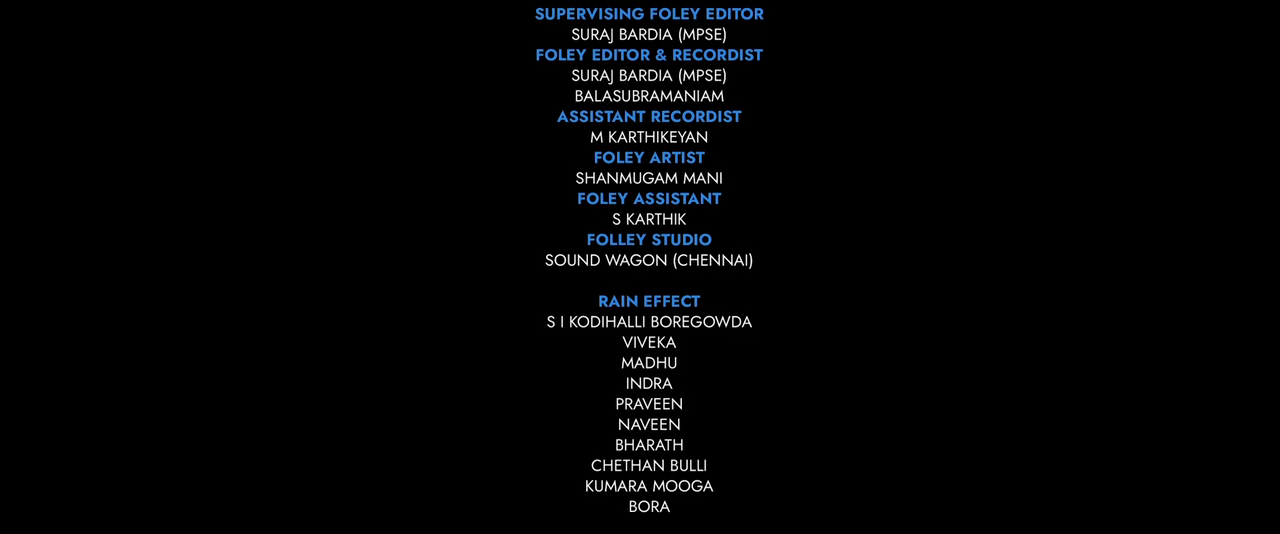 SUPERVISING FOLEY EDITOR
SURAJ BARDIA (MPSE)
FOLEY EDITOR & RECORDIST
SURAJ BARDIA (MPSE)
BALASUBRAMANIAM
ASSISTANT RECORDIST
M KARTHIKEYAN
FOLEY ARTIST
SHANMUGAM MANI
FOLEY ASSISTANT
S KARTHIK
FOLLEY STUDIO
SOUND WAGON (CHENNAI)
RAIN EFFECT
S I KODIHALLI BOREGOWDA
VIVEKA
MADHU
INDRA
PRAVEEN
NAVEEN
BHARATH
CHETHAN BULLI
KUMARA MOOGA
BORA